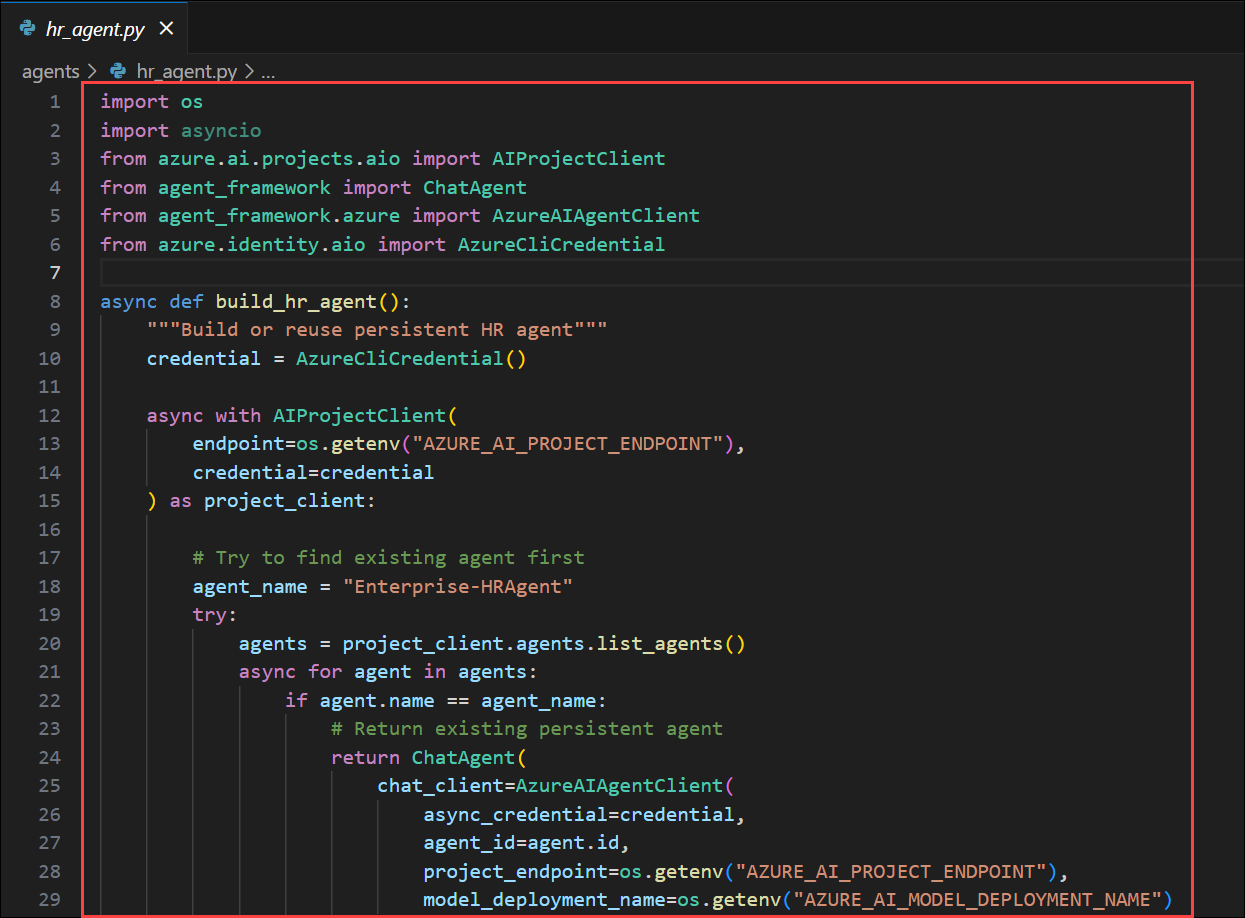 hr_agent.py
agents > hr_agent.py > ...
1 import os
2 import asyncio
3 from azure.ai.projects.aio import AIProjectClient
4 from agent_framework import ChatAgent
5 from agent_framework.azure import AzureAIAgentClient
6 from azure.identity.aio import AzureCliCredential
7
8 async def build_hr_agent():
9     """Build or reuse persistent HR agent"""
10     credential = AzureCliCredential()
11
12     async with AIProjectClient(
13         endpoint=os.getenv("AZURE_AI_PROJECT_ENDPOINT"),
14         credential=credential
15     ) as project_client:
16
17         # Try to find existing agent first
18         agent_name = "Enterprise-HRAgent"
19         try:
20             agents = project_client.agents.list_agents()
21             async for agent in agents:
22                 if agent.name == agent_name:
23                     # Return existing persistent agent
24                     return ChatAgent(
25                         chat_client=AzureAIAgentClient(
26                             async_credential=credential,
27                             agent_id=agent.id,
28                             project_endpoint=os.getenv("AZURE_AI_PROJECT_ENDPOINT"),
29                             model_deployment_name=os.getenv("AZURE_AI_MODEL_DEPLOYMENT_NAME")